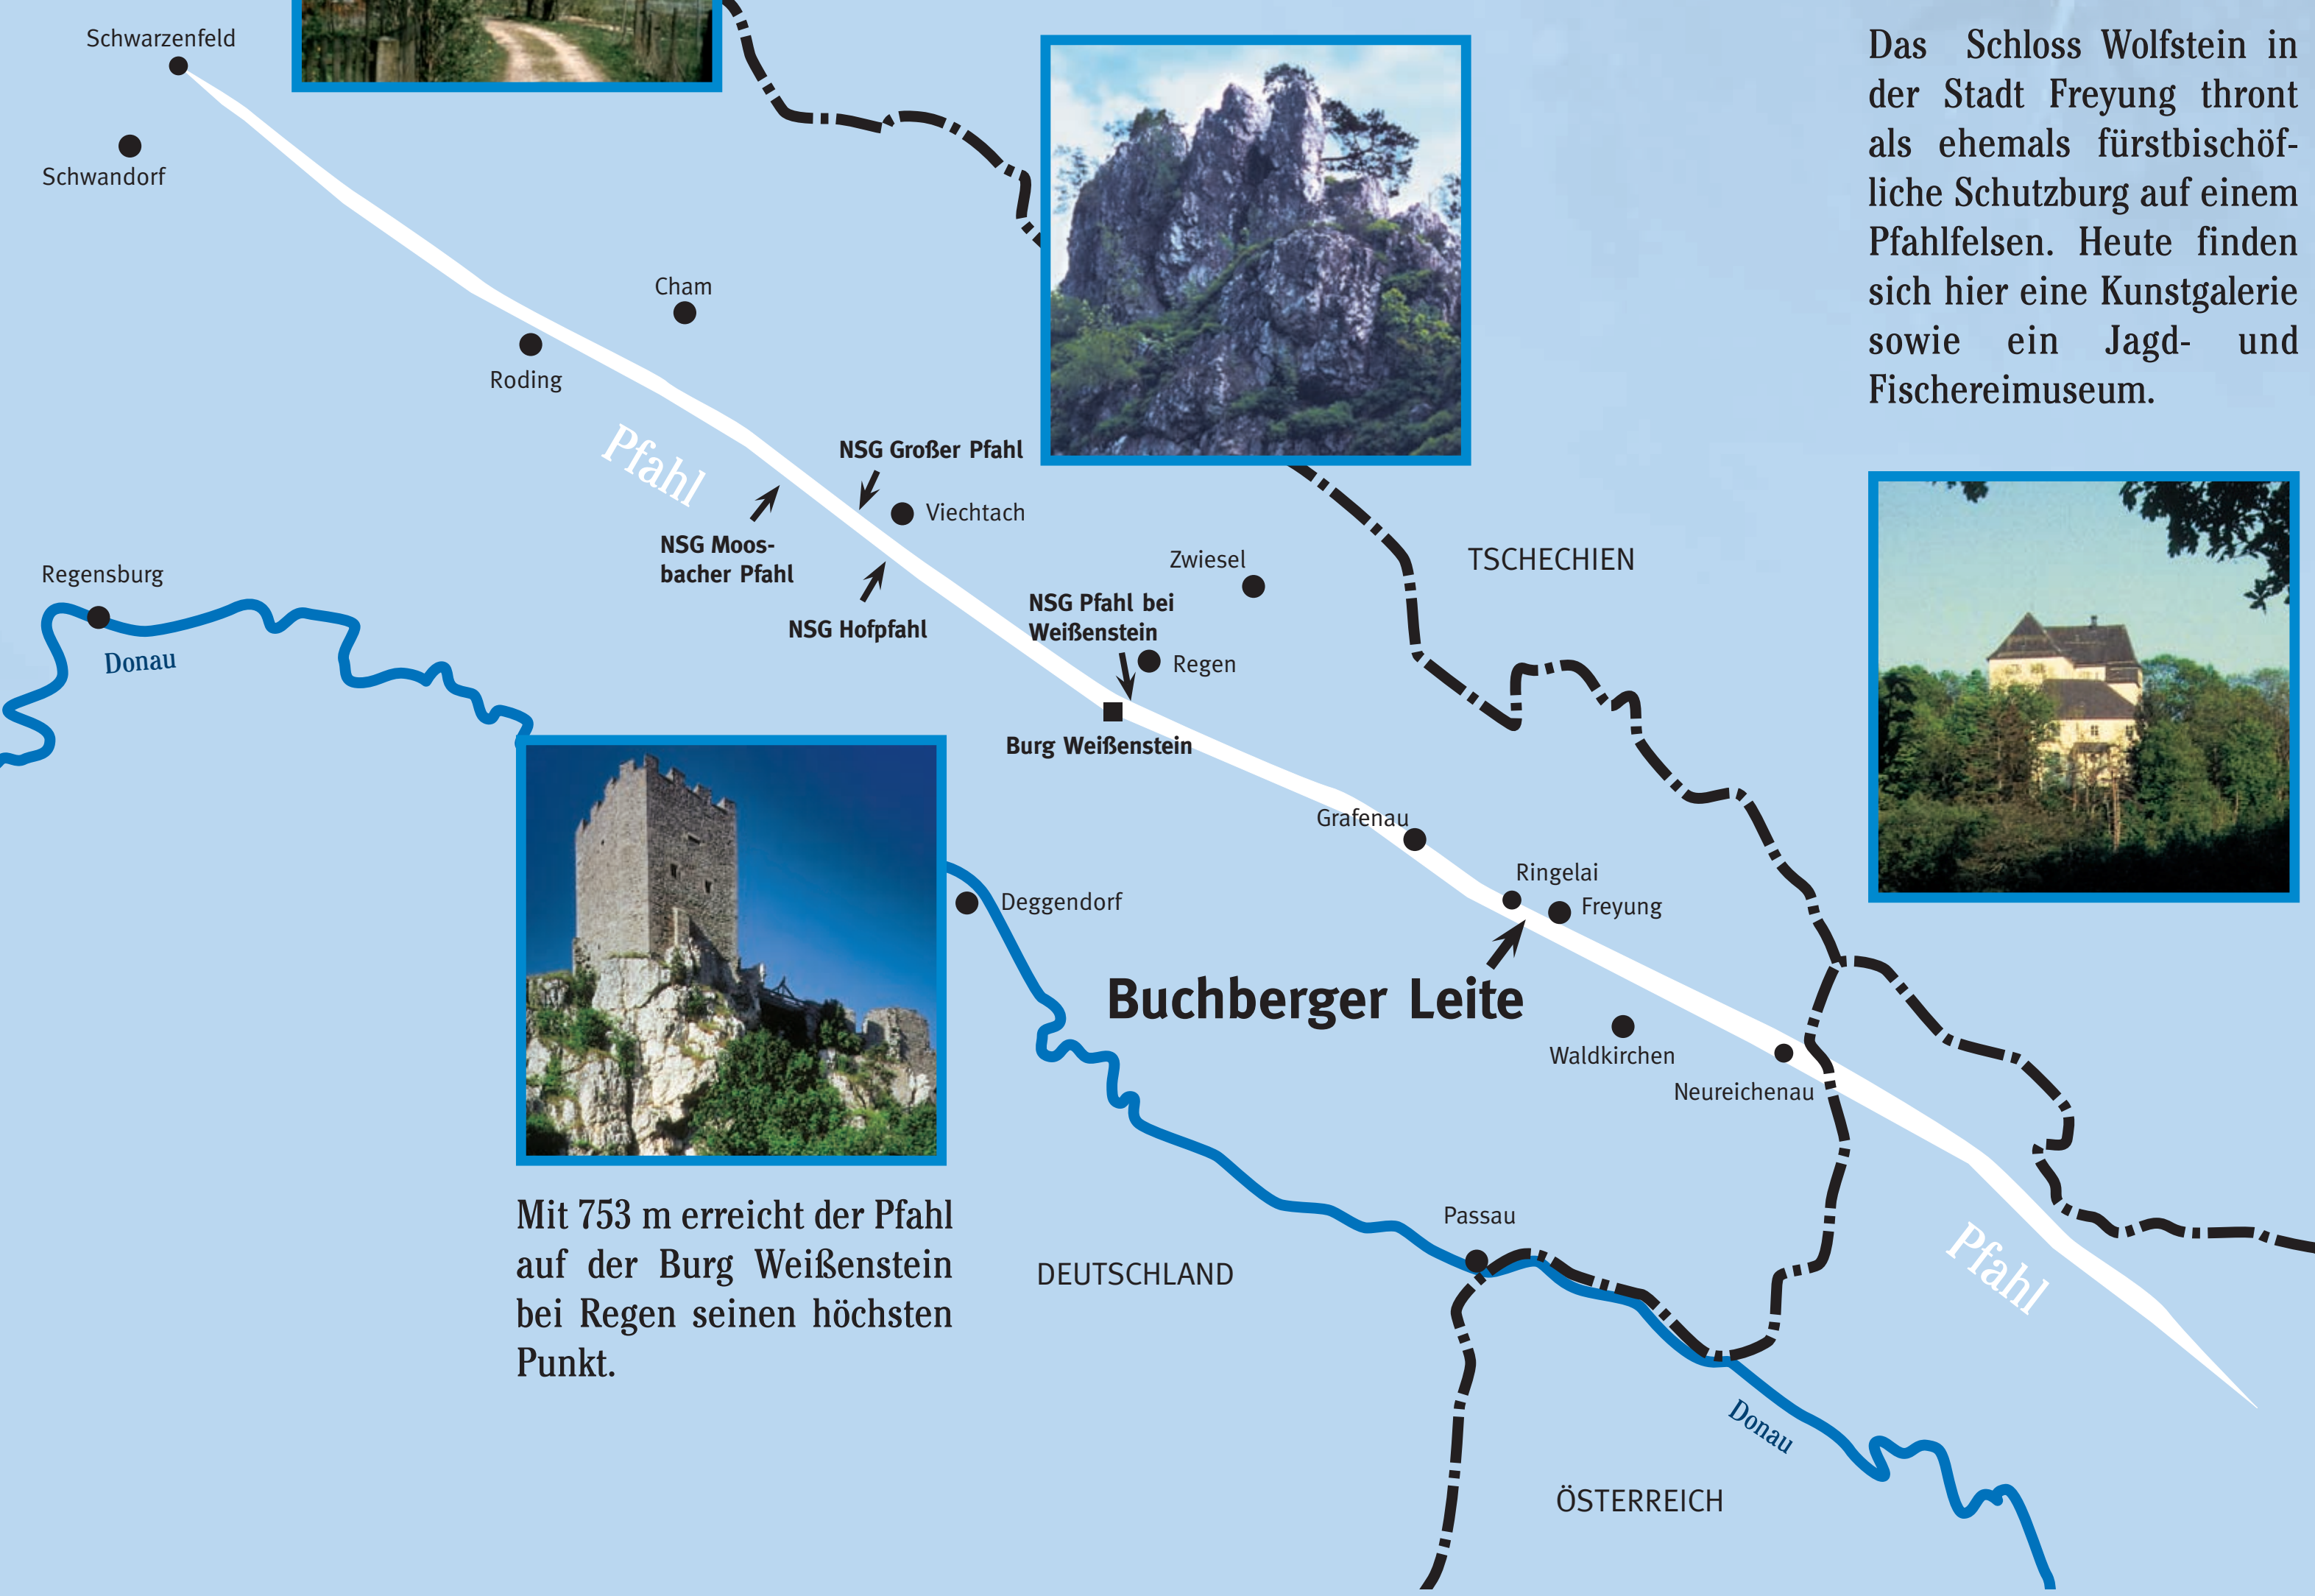 Schwarzenfeld
Schwandorf
Cham
Roding
Pfahl
NSG Großer Pfahl
Viechtach
NSG Moos-
bacher Pfahl
NSG Hofpfahl
Regensburg
Donau
Zwiesel
TSCHECHIEN
NSG Pfahl bei
Weißenstein
Regen
Burg Weißenstein
Grafenau
Ringelai
Freyung
Deggendorf
Buchberger Leite
Waldkirchen
Neureichenau
Passau
DEUTSCHLAND
Pfahl
Donau
ÖSTERREICH
Das Schloss Wolfstein in
der Stadt Freyung thront
als ehemals fürstbischöf-
liche Schutzburg auf einem
Pfahlfelsen. Heute finden
sich hier eine Kunstgalerie
sowie ein Jagd- und
Fischereimuseum.
Mit 753 m erreicht der Pfahl
auf der Burg Weißenstein
bei Regen seinen höchsten
Punkt.